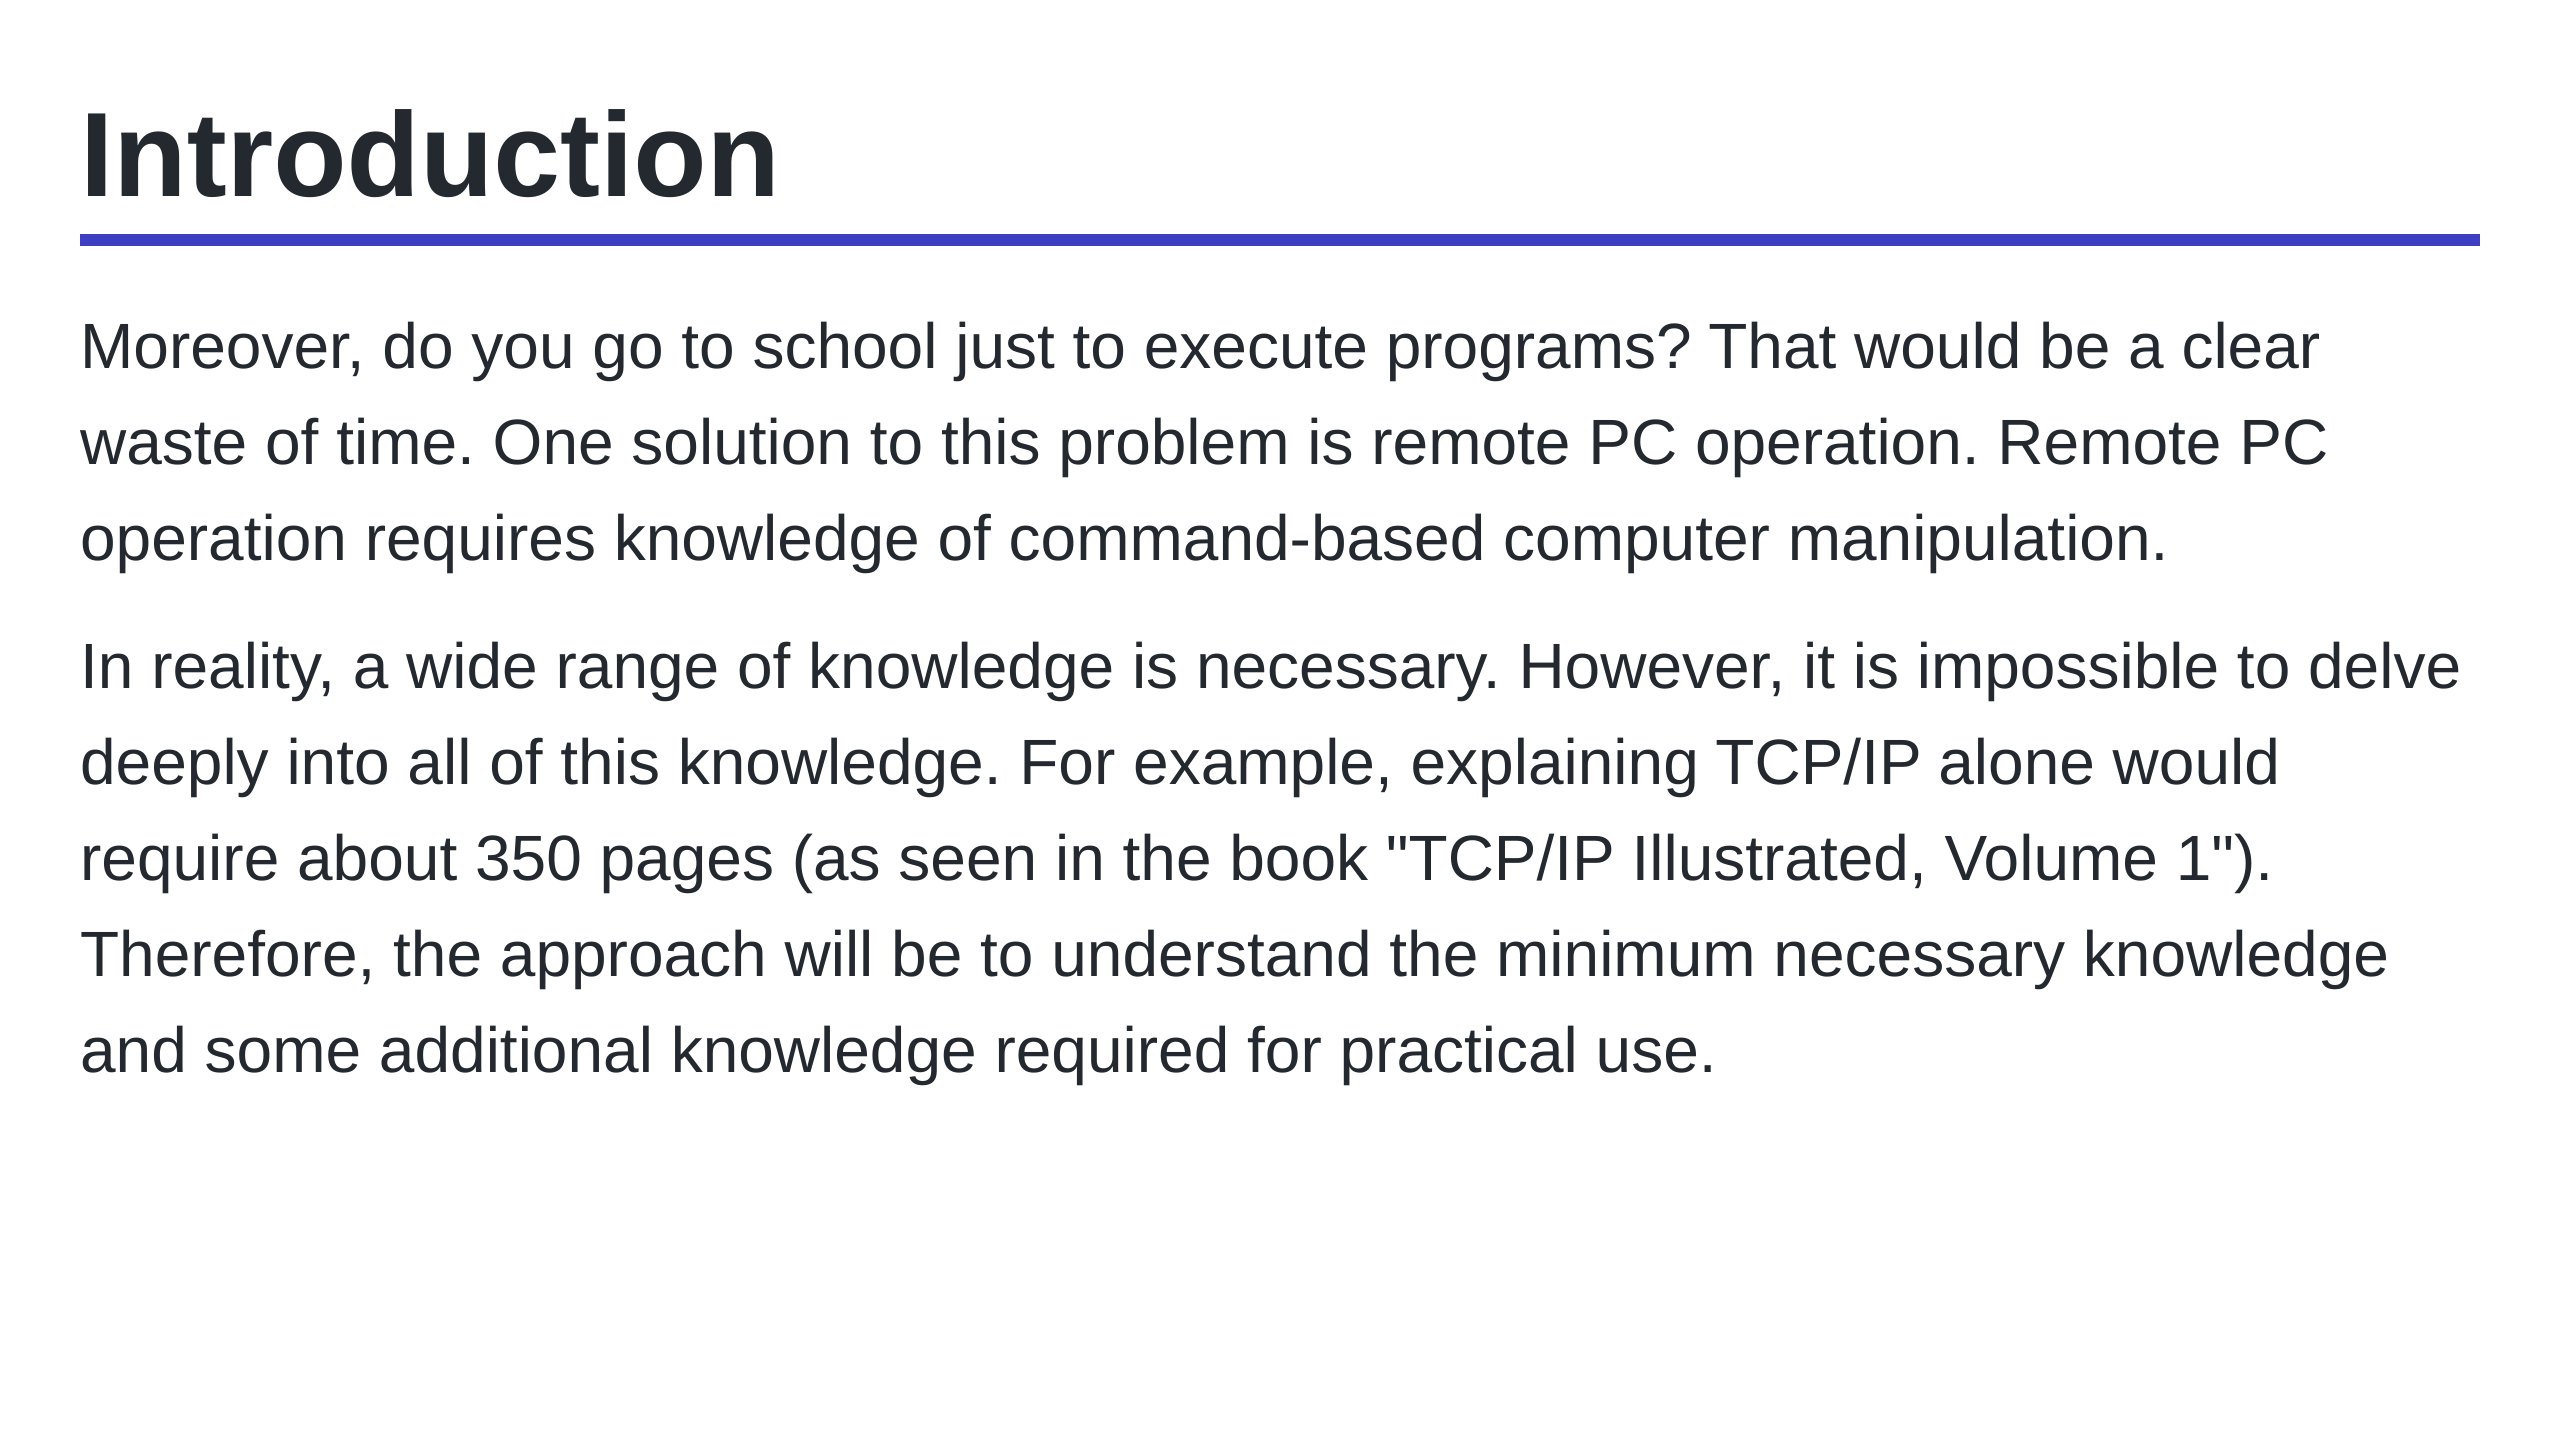 Introduction
Moreover, do you go to school just to execute programs? That would be a clear
waste of time. One solution to this problem is remote PC operation. Remote PC
operation requires knowledge of command-based computer manipulation.
In reality, a wide range of knowledge is necessary. However, it is impossible to delve
deeply into all of this knowledge. For example, explaining TCP/IP alone would
require about 350 pages (as seen in the book "TCP/IP Illustrated, Volume 1").
Therefore, the approach will be to understand the minimum necessary knowledge
and some additional knowledge required for practical use.